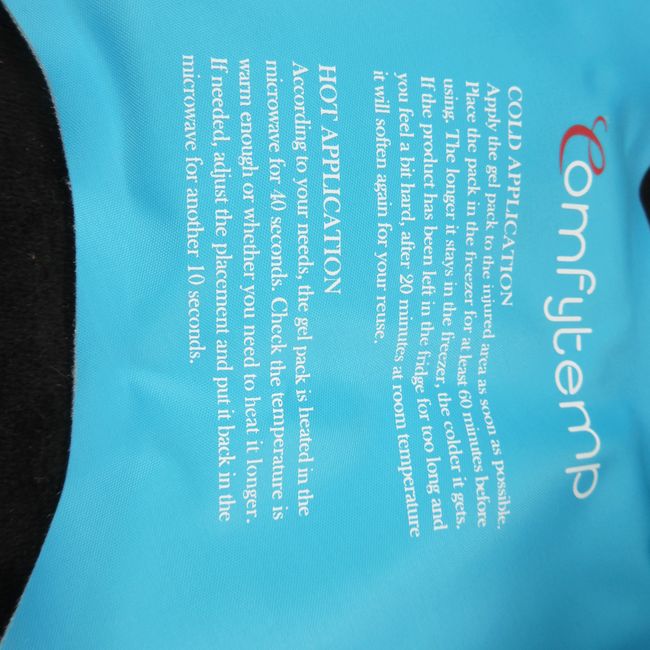 Comfytemp
COLD APPLICATION
Apply the gel pack to the injured area as soon as possible.
Place the pack in the freezer for at least 60 minutes before
using. The longer it stays in the freezer, the colder it gets.
If the product has been left in the fridge for too long and
you feel a bit hard, after 20 minutes at room temperature
it will soften again for your reuse.
HOT APPLICATION
According to your needs, the gel pack is heated in the
microwave for 40 seconds. Check the temperature is
warm enough or whether you need to heat it longer.
If needed, adjust the placement and put it back in the
microwave for another 10 seconds.